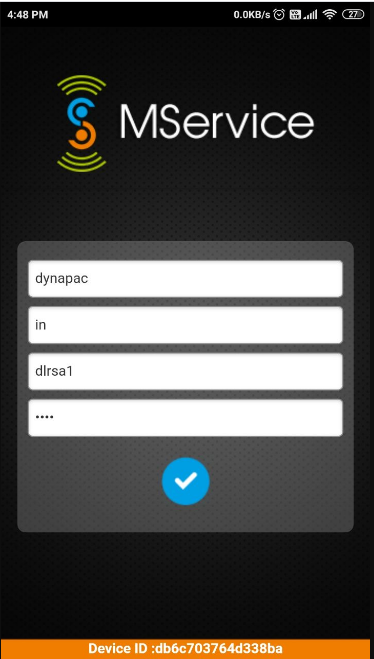 4:48 PM
0.0KB/s
27
MService
dynapac
in
dlrsa1
••••
Device ID :db6c703764d338ba